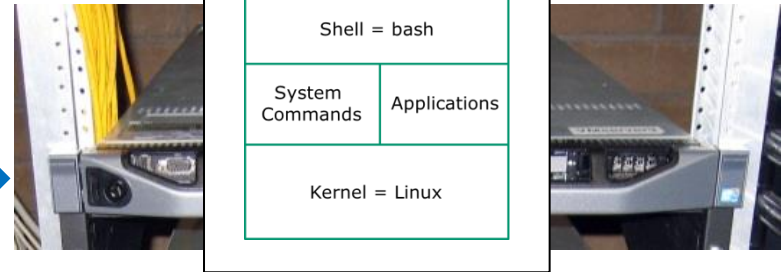 Shell = bash
System
Commands
Applications
Kernel = Linux